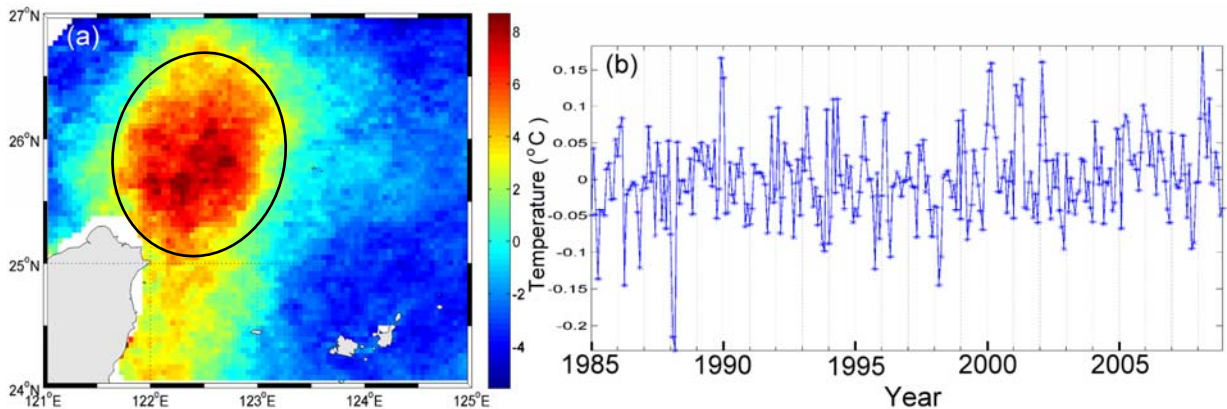 (a)
27°N
26°N
25°N
24°N
121°E
122°E
123°E
124°E
125°E
8
6
4
2
0
-2
-4
Temperature (°C)
(b)
0.15
0.1
0.05
0
-0.05
-0.1
-0.15
-0.2
1985
1990
1995
2000
2005
Year